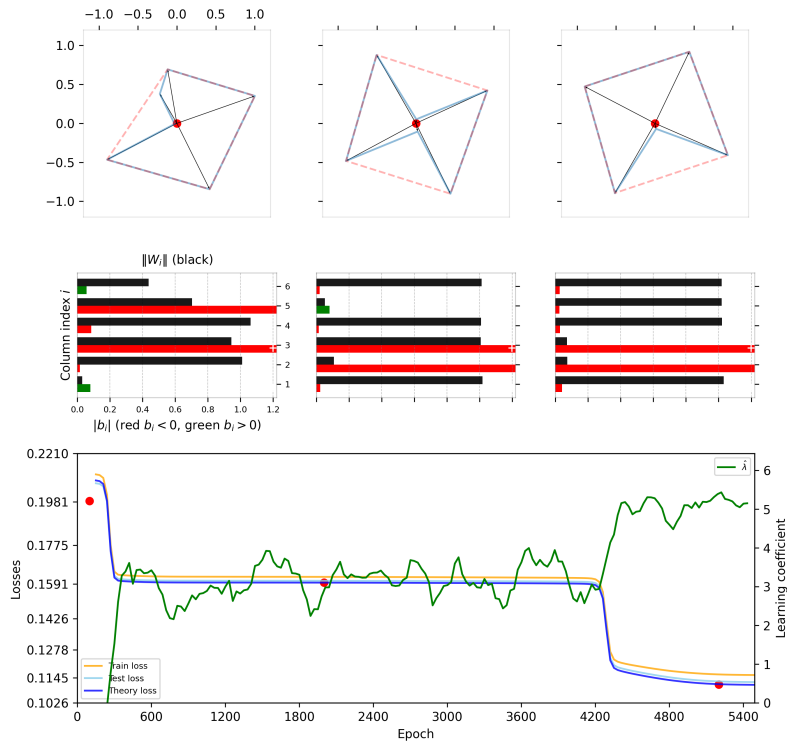 −1.0 −0.5 0.0 0.5 1.0
1.0
0.5
0.0
−0.5
−1.0
∥Wᵢ∥ (black)
Column index i
6
5
4
3
2
1
0.0 0.2 0.4 0.6 0.8 1.0 1.2
|bᵢ| (red bᵢ < 0, green bᵢ > 0)
0.2210
0.1981
0.1775
0.1591
0.1426
0.1278
0.1145
0.1026
Losses
λ̂
6
5
4
3
2
1
0
Learning coefficient
Train loss
Test loss
Theory loss
0 600 1200 1800 2400 3000 3600 4200 4800 5400
Epoch